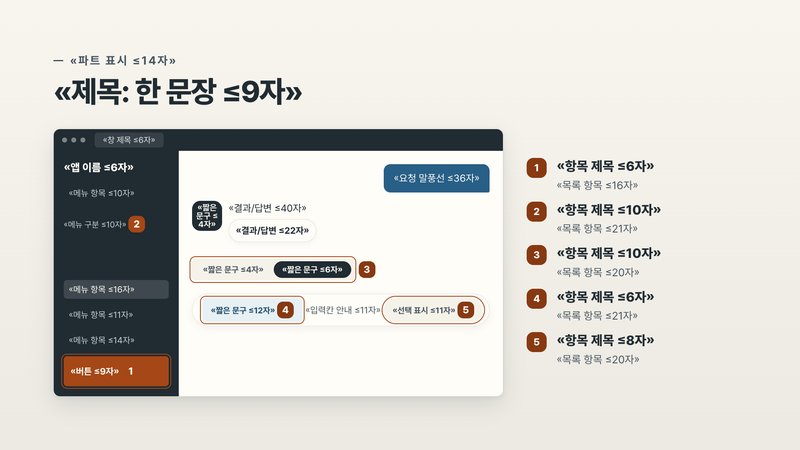 — «파트 표시 ≤14자»
«제목: 한 문장 ≤9자»
«창 제목 ≤6자»
«앱 이름 ≤6자»
«메뉴 항목 ≤10자»
«메뉴 구분 ≤10자» 2
«메뉴 항목 ≤16자»
«메뉴 항목 ≤11자»
«메뉴 항목 ≤14자»
«버튼 ≤9자» 1
«요청 말풍선 ≤36자»
«짧은
문구 ≤
4자»
«결과/답변 ≤40자»
«결과/답변 ≤22자»
«짧은 문구 ≤4자» «짧은 문구 ≤6자» 3
«짧은 문구 ≤12자» 4 «입력칸 안내 ≤11자» «선택 표시 ≤11자» 5
1 «항목 제목 ≤6자»
«목록 항목 ≤16자»
2 «항목 제목 ≤10자»
«목록 항목 ≤21자»
3 «항목 제목 ≤10자»
«목록 항목 ≤20자»
4 «항목 제목 ≤6자»
«목록 항목 ≤21자»
5 «항목 제목 ≤8자»
«목록 항목 ≤20자»